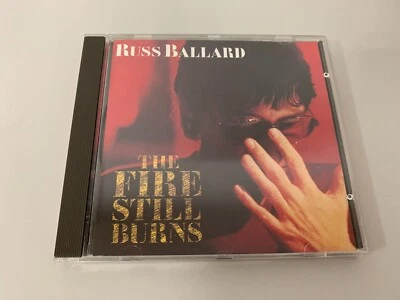 RUSS BALLARD
THE
FIRE
STILL
BURNS